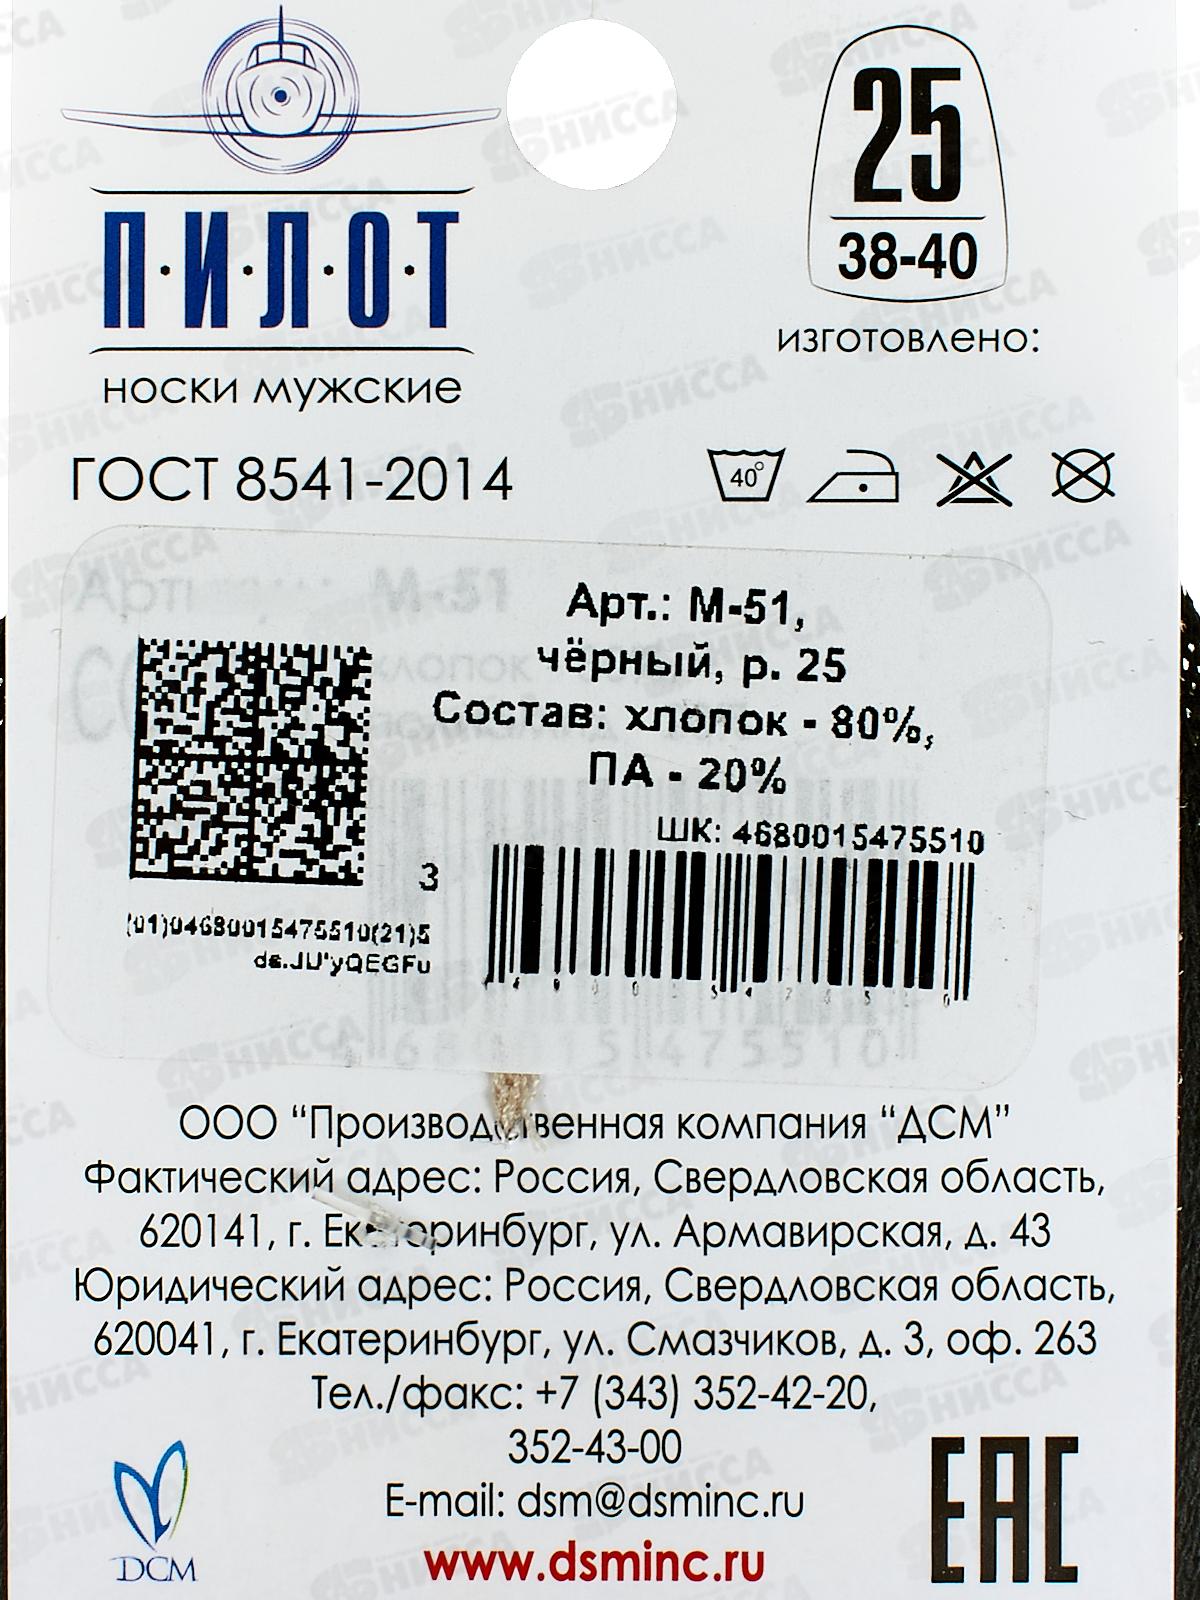 П·И·Л·О·Т
носки мужские
25
38-40
изготовлено:
ГОСТ 8541-2014
40°
Арт.: М-51,
чёрный, р. 25
Состав: хлопок - 80%,
ПА - 20%
ШК: 4680015475510
3
(01)04680015475510(21)5
ООО “Производственная компания “ДСМ”
Фактический адрес: Россия, Свердловская область,
620141, г. Екатеринбург, ул. Армавирская, д. 43
Юридический адрес: Россия, Свердловская область,
620041, г. Екатеринбург, ул. Смазчиков, д. 3, оф. 263
Тел./факс: +7 (343) 352-42-20,
352-43-00
E-mail: dsm@dsminc.ru
www.dsminc.ru
DCM
ЕАС
НИССА